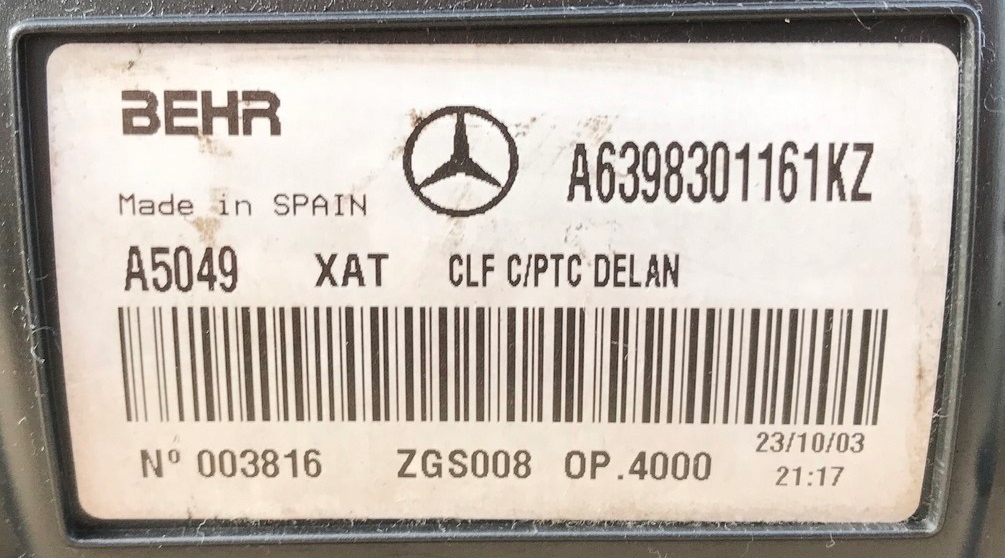 BEHR
A6398301161KZ
Made in SPAIN
A5049 XAT CLF C/PTC DELAN
Nº 003816 ZGS008 OP.4000 23/10/03
21:17